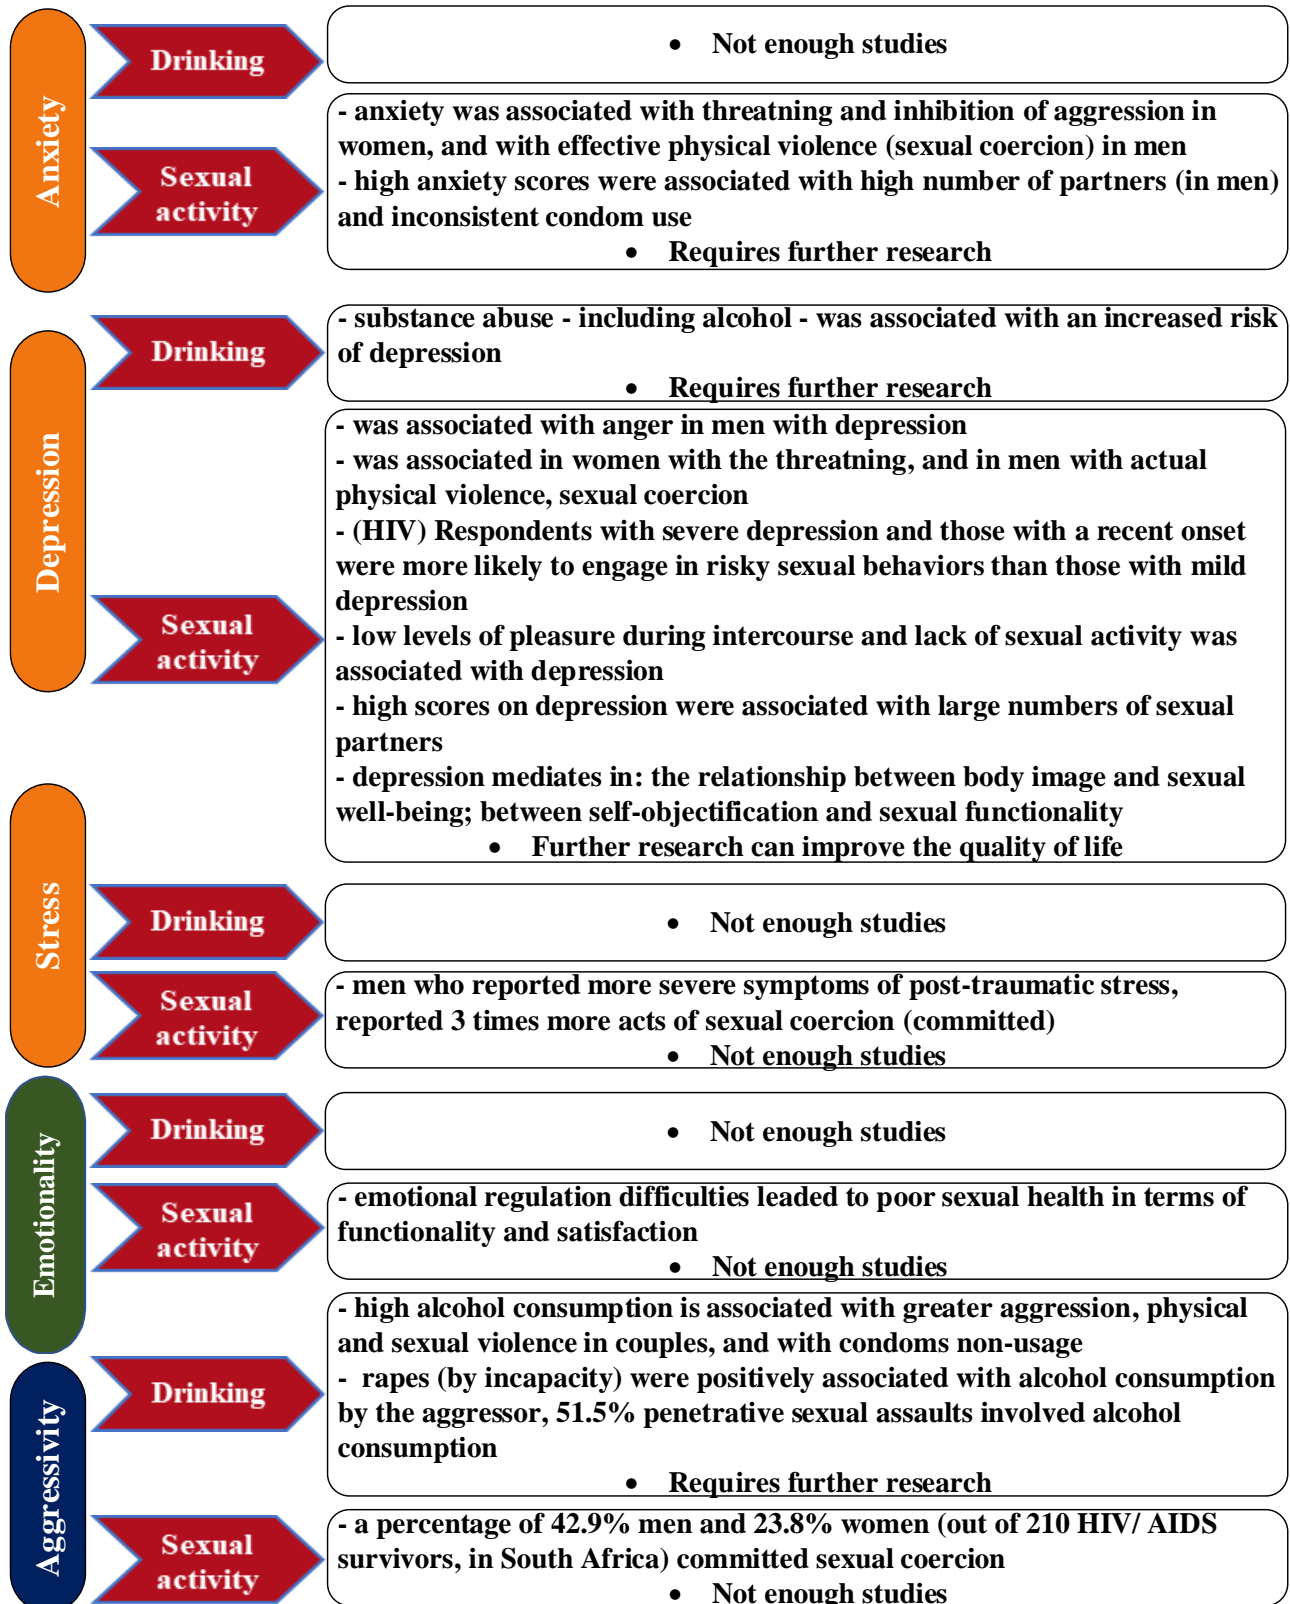 Anxiety
Drinking
• Not enough studies
Sexual
activity
- anxiety was associated with threatning and inhibition of aggression in
women, and with effective physical violence (sexual coercion) in men
- high anxiety scores were associated with high number of partners (in men)
and inconsistent condom use
• Requires further research
Depression
Drinking
- substance abuse - including alcohol - was associated with an increased risk
of depression
• Requires further research
Sexual
activity
- was associated with anger in men with depression
- was associated in women with the threatning, and in men with actual
physical violence, sexual coercion
- (HIV) Respondents with severe depression and those with a recent onset
were more likely to engage in risky sexual behaviors than those with mild
depression
- low levels of pleasure during intercourse and lack of sexual activity was
associated with depression
- high scores on depression were associated with large numbers of sexual
partners
- depression mediates in: the relationship between body image and sexual
well-being; between self-objectification and sexual functionality
• Further research can improve the quality of life
Stress
Drinking
• Not enough studies
Sexual
activity
- men who reported more severe symptoms of post-traumatic stress,
reported 3 times more acts of sexual coercion (committed)
• Not enough studies
Emotionality
Drinking
• Not enough studies
Sexual
activity
- emotional regulation difficulties leaded to poor sexual health in terms of
functionality and satisfaction
• Not enough studies
Aggressivity
Drinking
- high alcohol consumption is associated with greater aggression, physical
and sexual violence in couples, and with condoms non-usage
- rapes (by incapacity) were positively associated with alcohol consumption
by the aggressor, 51.5% penetrative sexual assaults involved alcohol
consumption
• Requires further research
Sexual
activity
- a percentage of 42.9% men and 23.8% women (out of 210 HIV/ AIDS
survivors, in South Africa) committed sexual coercion
• Not enough studies